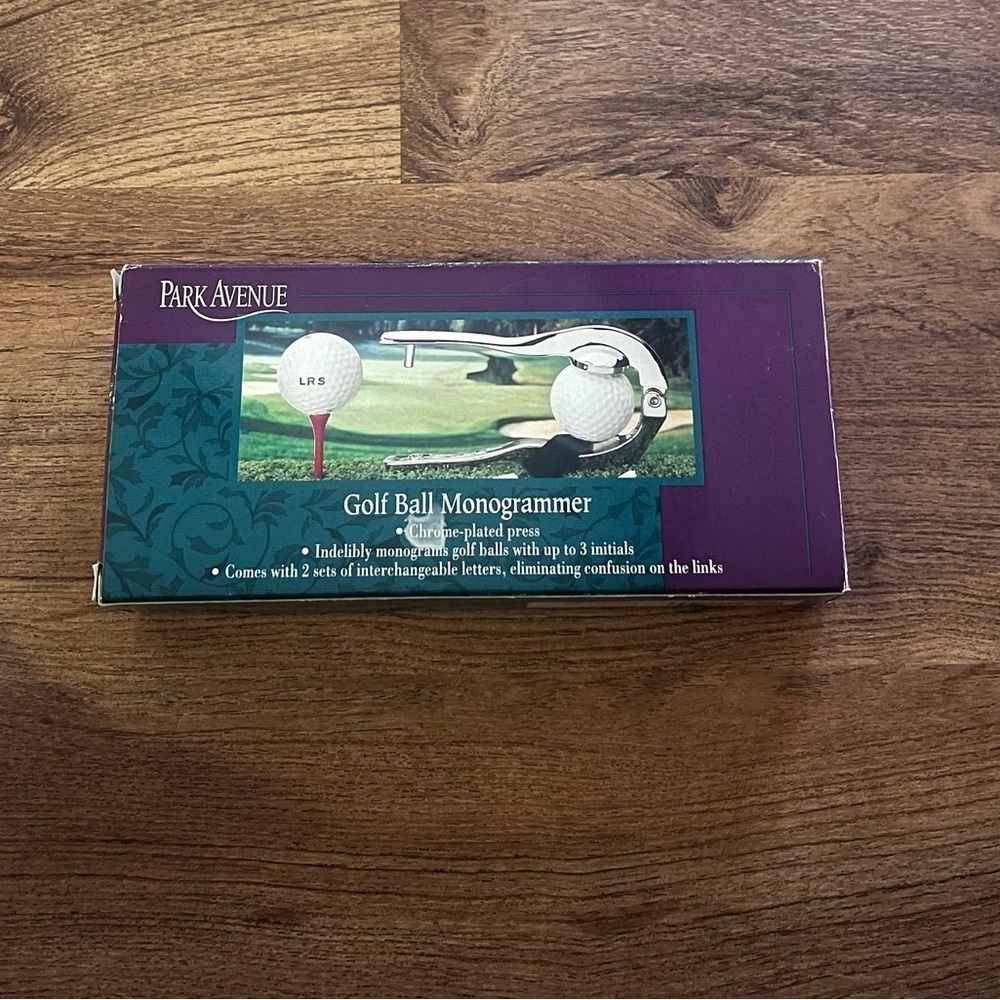 PARK AVENUE
LRS
Golf Ball Monogrammer
• Chrome-plated press
• Indelibly monograms golf balls with up to 3 initials
• Comes with 2 sets of interchangeable letters, eliminating confusion on the links